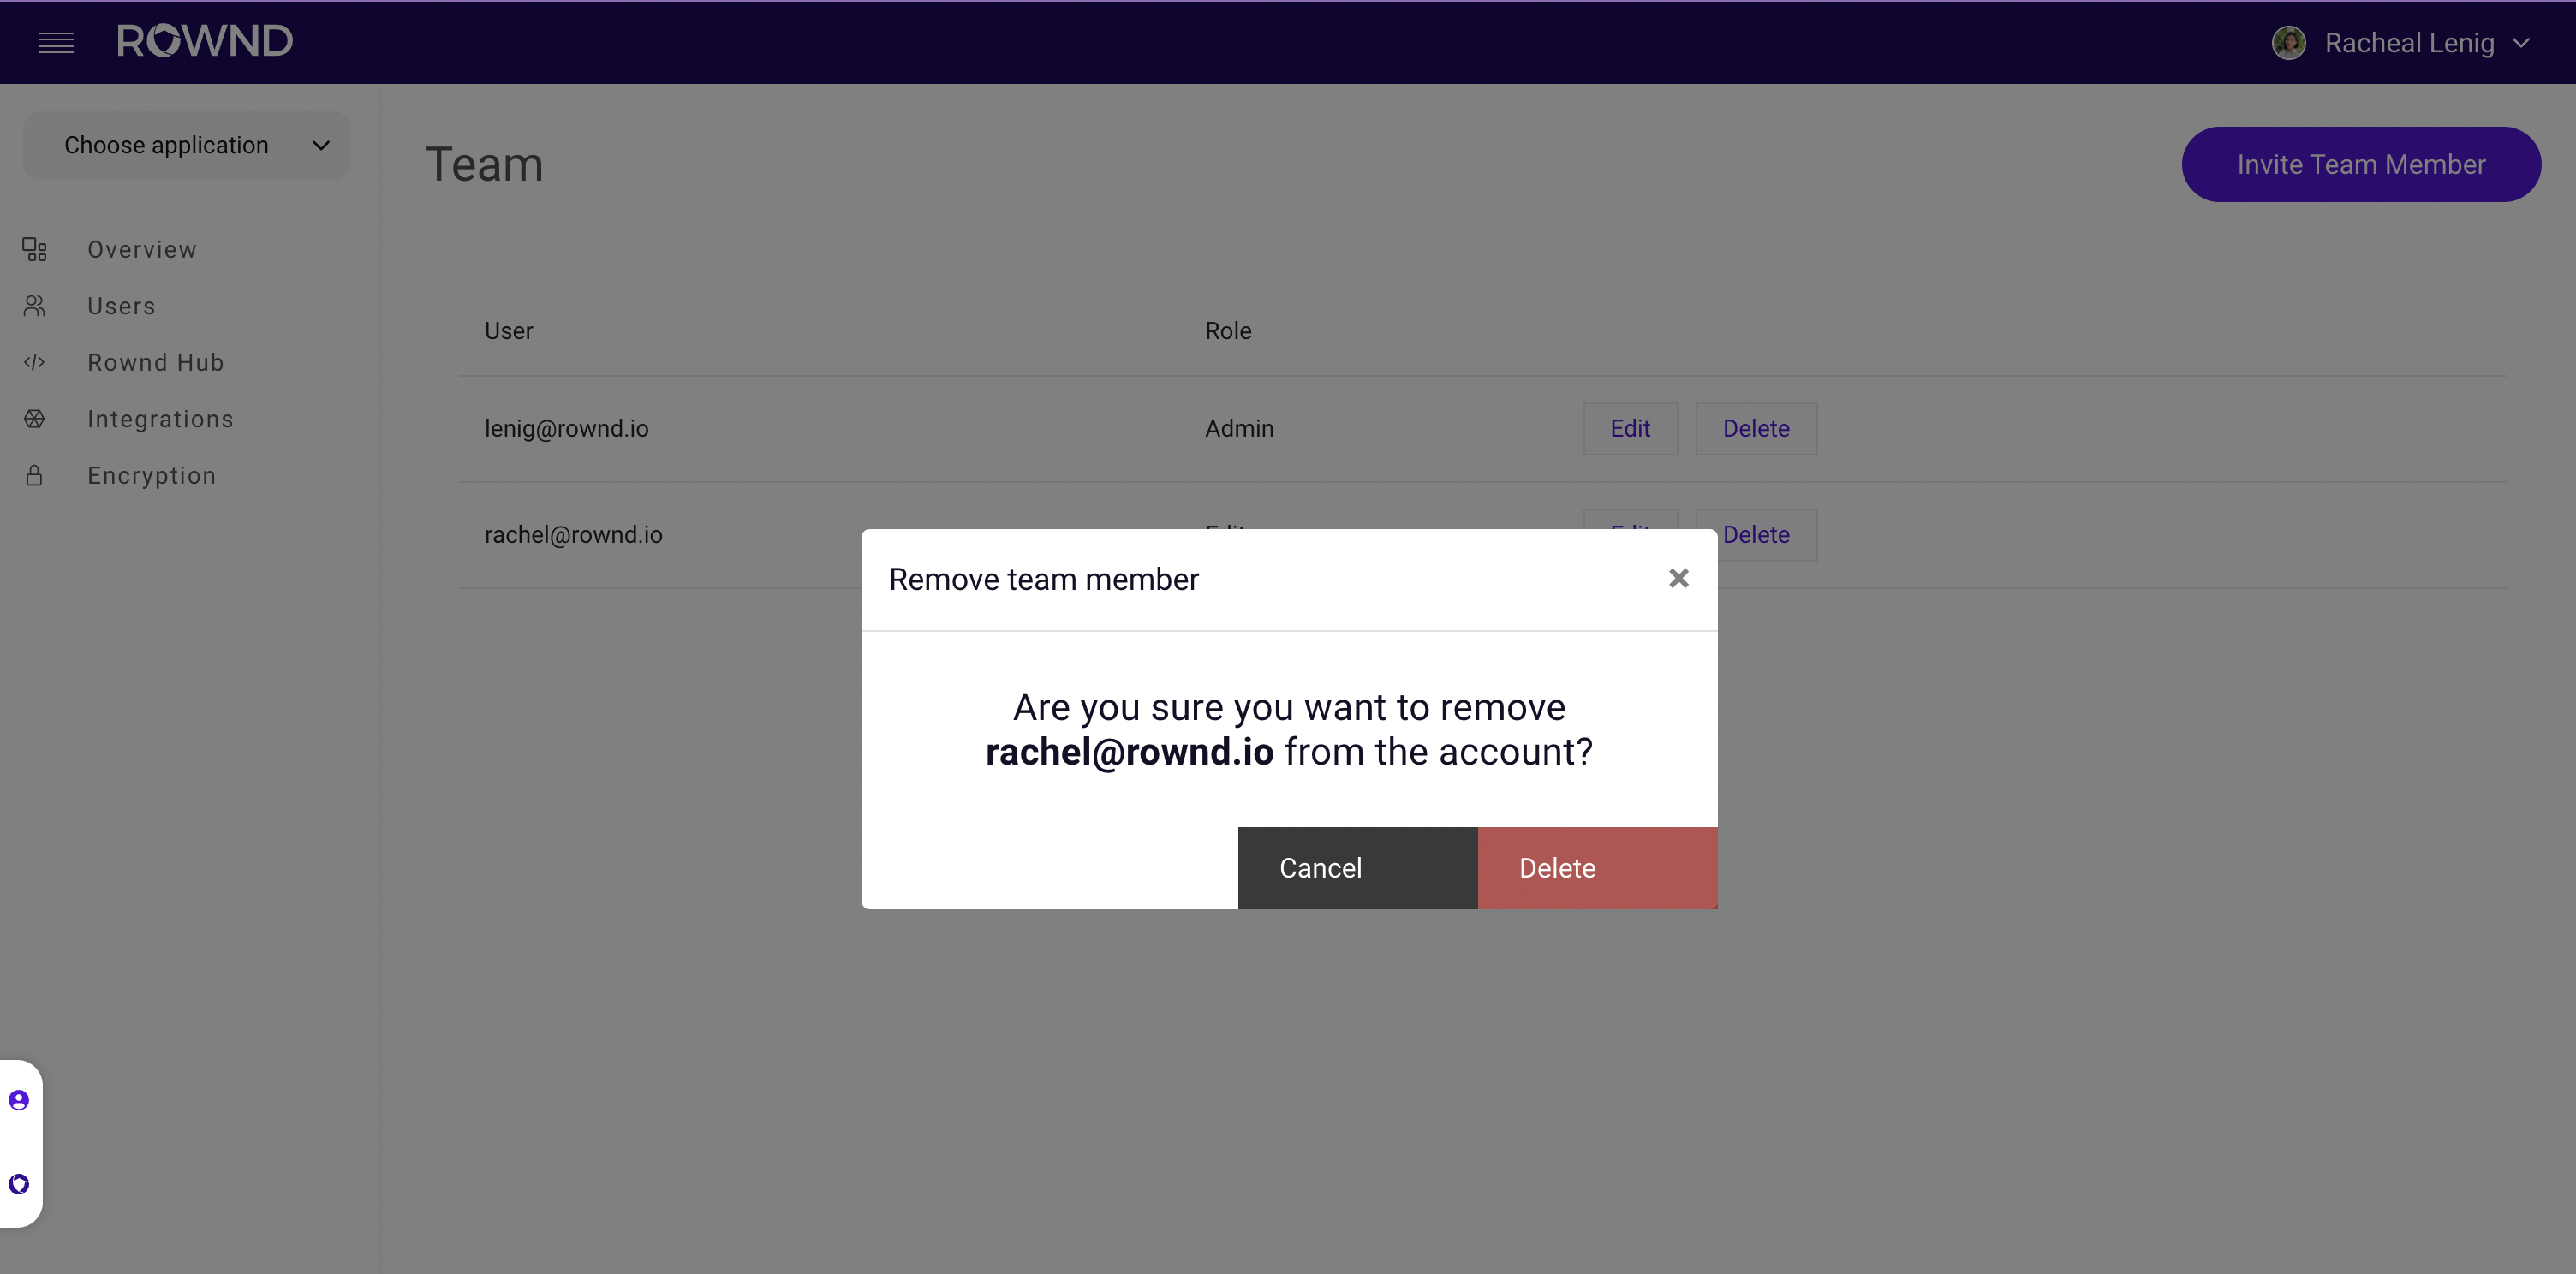 ROWND
Racheal Lenig
Choose application
Team
Invite Team Member
Overview
Users
Rownd Hub
Integrations
Encryption
User Role
lenig@rownd.io Admin Edit Delete
rachel@rownd.io Delete
Remove team member
Are you sure you want to remove
rachel@rownd.io from the account?
Cancel Delete